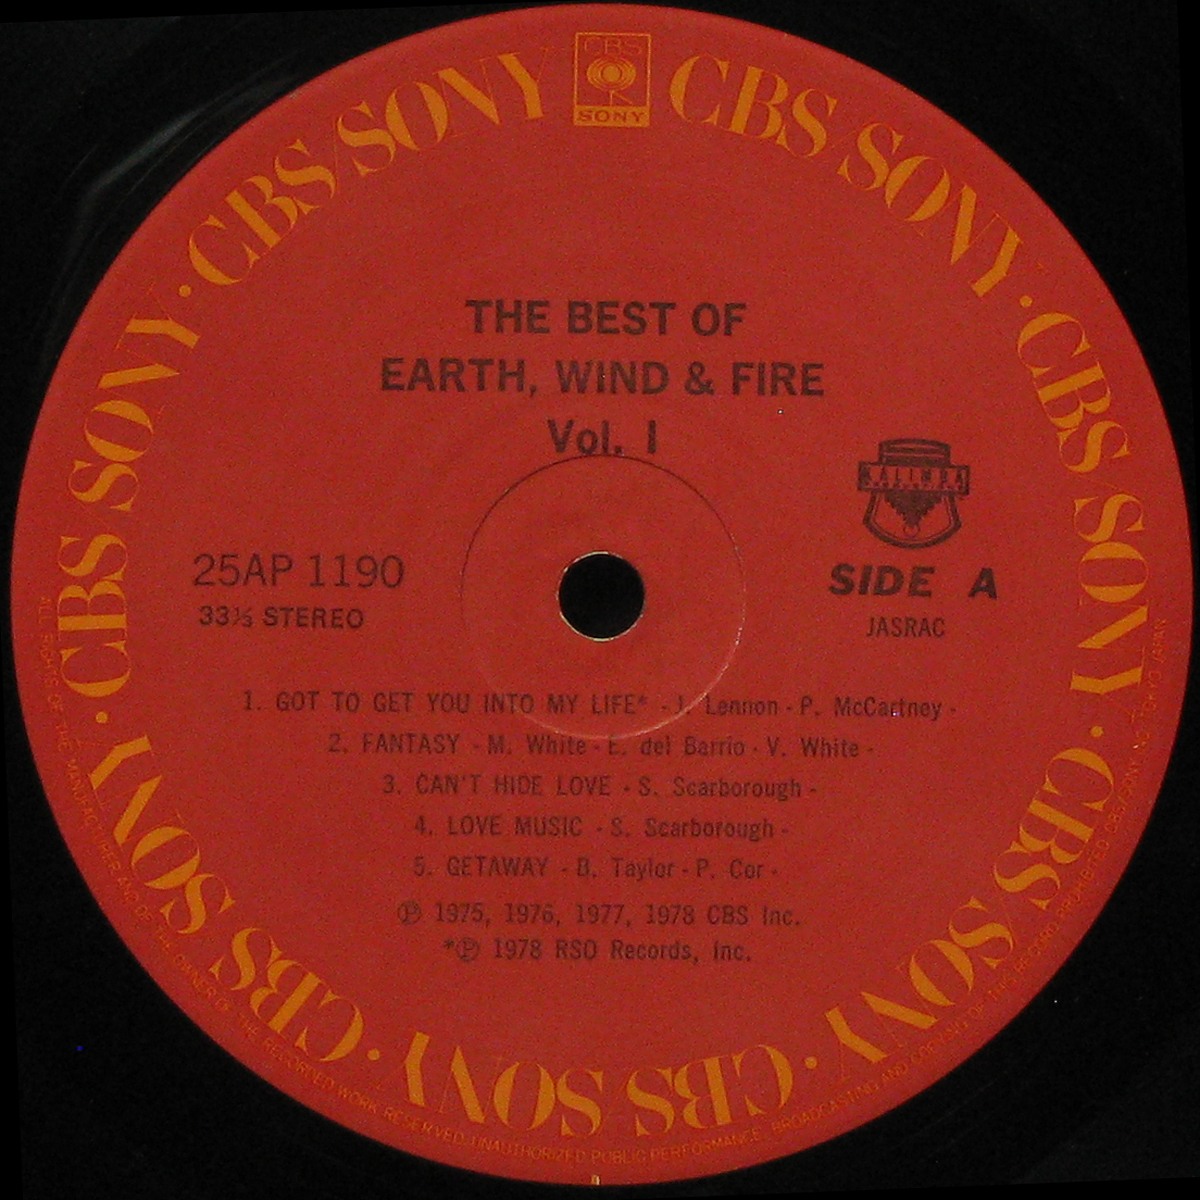 CBS
SONY
CBS/SONY · CBS/SONY · CBS/SONY · CBS/SONY · CBS/SONY · CBS/SONY · CBS/SONY · CBS/SONY
THE BEST OF
EARTH, WIND & FIRE
Vol. I
KALIMBA
25AP 1190
33⅓ STEREO
SIDE A
JASRAC
1. GOT TO GET YOU INTO MY LIFE* - J. Lennon - P. McCartney -
2. FANTASY - M. White - E. del Barrio - V. White -
3. CAN'T HIDE LOVE - S. Scarborough -
4. LOVE MUSIC - S. Scarborough -
5. GETAWAY - B. Taylor - P. Cor -
℗ 1975, 1976, 1977, 1978 CBS Inc.
*℗ 1978 RSO Records, Inc.
ALL RIGHTS OF THE MANUFACTURER AND OF THE OWNER OF THE RECORDED WORK RESERVED. UNAUTHORIZED PUBLIC PERFORMANCE, BROADCASTING AND COPYING OF THIS RECORD PROHIBITED CBS/SONY INC. TOKYO JAPAN